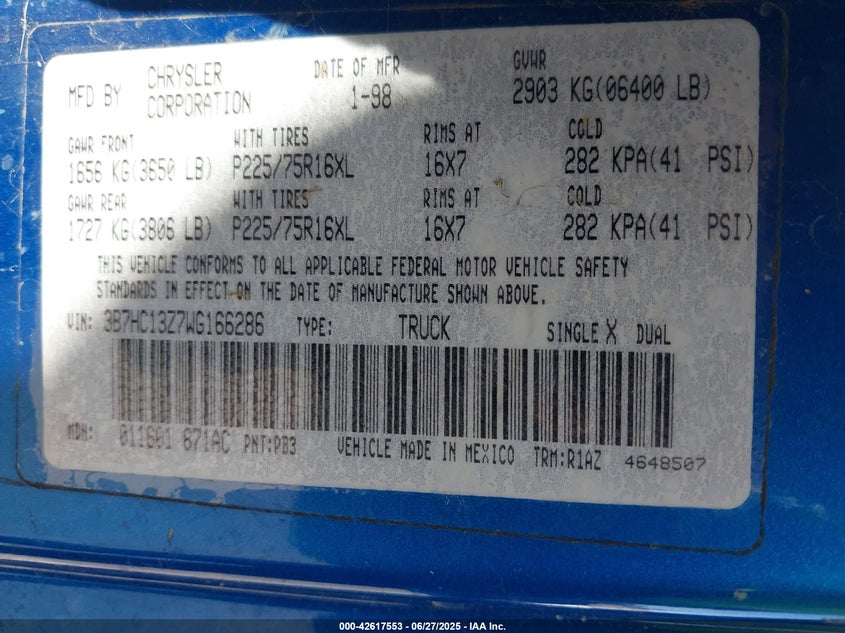 MFD BY CHRYSLER CORPORATION DATE OF MFR 1-98 GVWR 2903 KG(06400 LB)
GAWR FRONT WITH TIRES RIMS AT COLD
1656 KG(3650 LB) P225/75R16XL 16X7 282 KPA(41 PSI)
GAWR REAR WITH TIRES RIMS AT COLD
1727 KG(3806 LB) P225/75R16XL 16X7 282 KPA(41 PSI)
THIS VEHICLE CONFORMS TO ALL APPLICABLE FEDERAL MOTOR VEHICLE SAFETY
STANDARDS IN EFFECT ON THE DATE OF MANUFACTURE SHOWN ABOVE.
VIN: 3B7HC13Z7WG166286 TYPE: TRUCK SINGLE X DUAL
MDH: 011601 671AC PNT:PB3 VEHICLE MADE IN MEXICO TRM:R1AZ 4648507
000-42617553 / 06/27/2025 - IAA Inc.